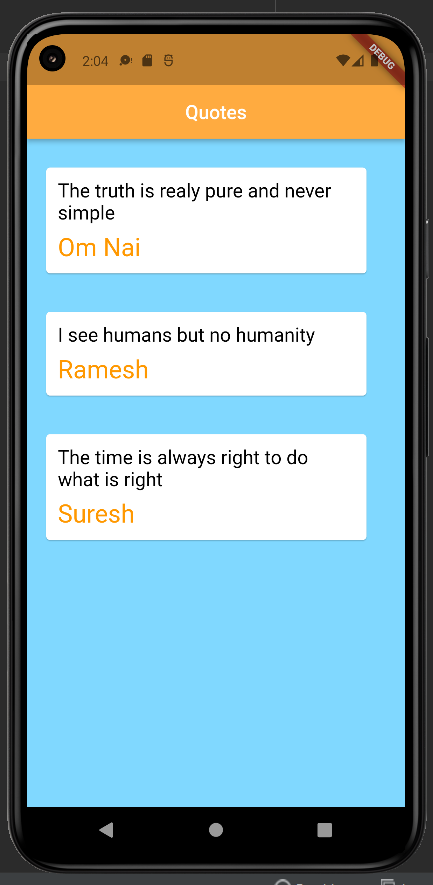 2:04
DEBUG
Quotes
The truth is realy pure and never
simple
Om Nai
I see humans but no humanity
Ramesh
The time is always right to do
what is right
Suresh